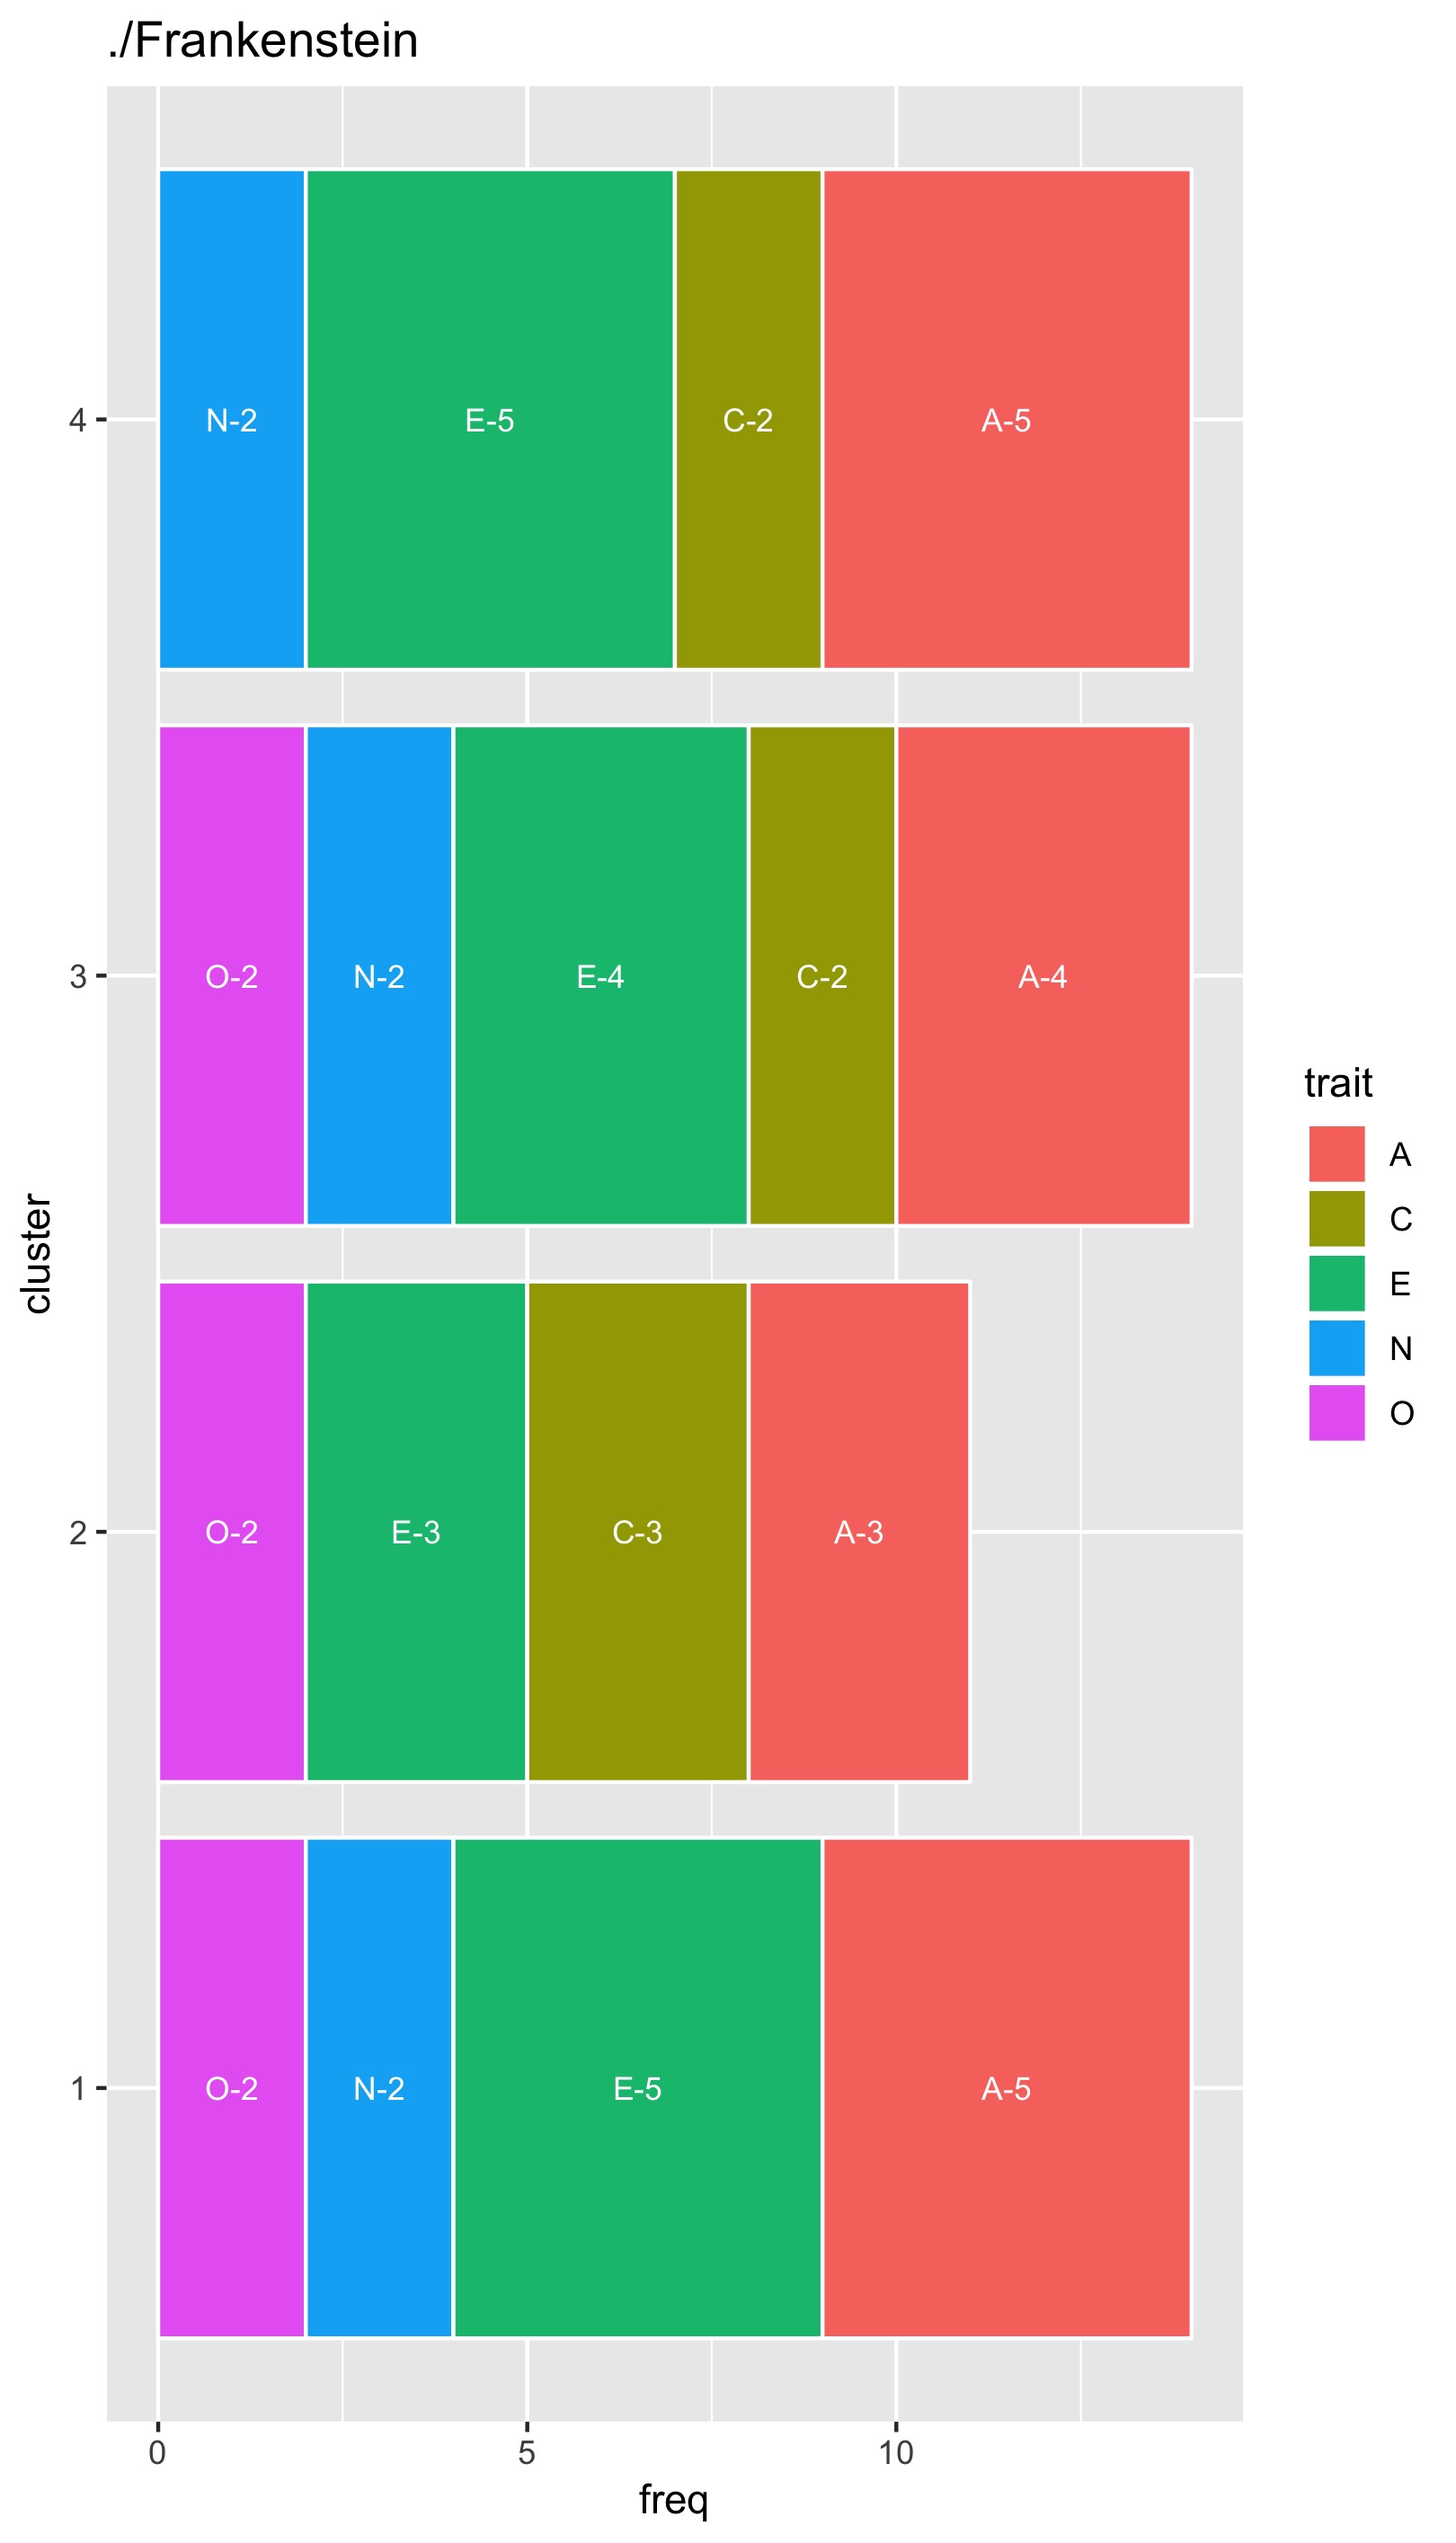 ./Frankenstein
4
N-2 E-5 C-2 A-5
3
O-2 N-2 E-4 C-2 A-4
2
O-2 E-3 C-3 A-3
1
O-2 N-2 E-5 A-5
cluster
0 5 10
freq
trait
A
C
E
N
O